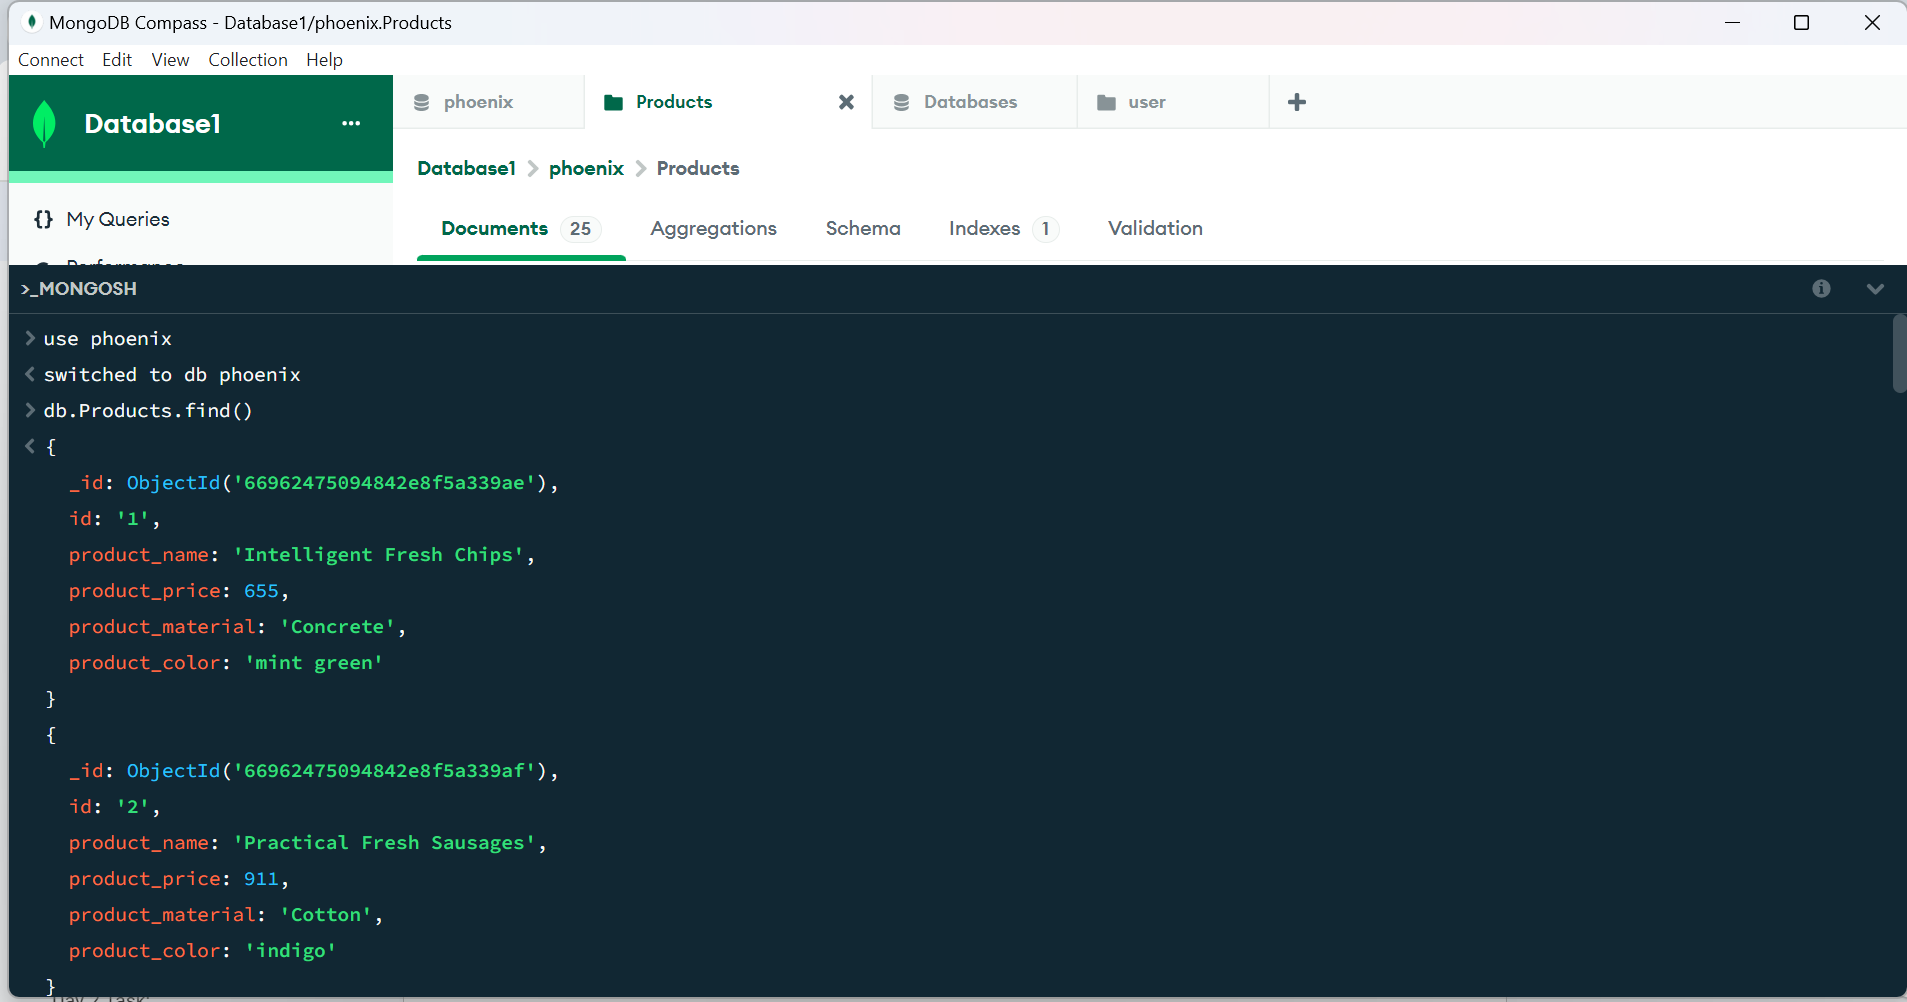 MongoDB Compass - Database1/phoenix.Products
Connect Edit View Collection Help
Database1 ...
phoenix Products Databases user
Database1 > phoenix > Products
{} My Queries
Documents 25 Aggregations Schema Indexes 1 Validation
Performance
>_MONGOSH
> use phoenix
< switched to db phoenix
> db.Products.find()
< {
_id: ObjectId('669624750948​42e8f5a339ae'),
id: '1',
product_name: 'Intelligent Fresh Chips',
product_price: 655,
product_material: 'Concrete',
product_color: 'mint green'
}
{
_id: ObjectId('66962475094842e8f5a339af'),
id: '2',
product_name: 'Practical Fresh Sausages',
product_price: 911,
product_material: 'Cotton',
product_color: 'indigo'
}